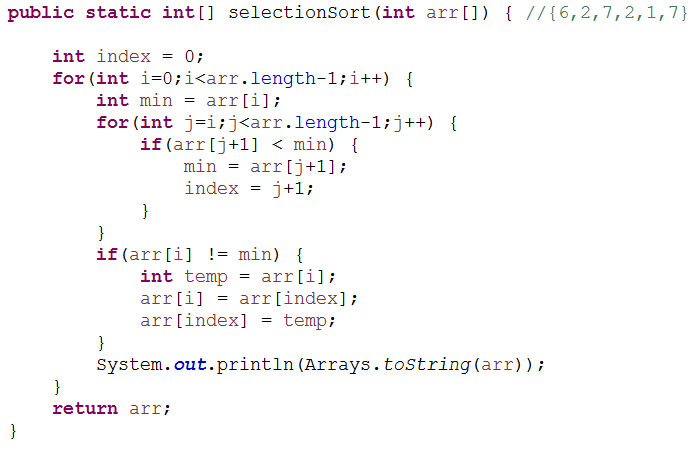 public static int[] selectionSort(int arr[]) { //{6,2,7,2,1,7}
int index = 0;
for(int i=0;i<arr.length-1;i++) {
int min = arr[i];
for(int j=i;j<arr.length-1;j++) {
if(arr[j+1] < min) {
min = arr[j+1];
index = j+1;
}
}
if(arr[i] != min) {
int temp = arr[i];
arr[i] = arr[index];
arr[index] = temp;
}
System.out.println(Arrays.toString(arr));
}
return arr;
}